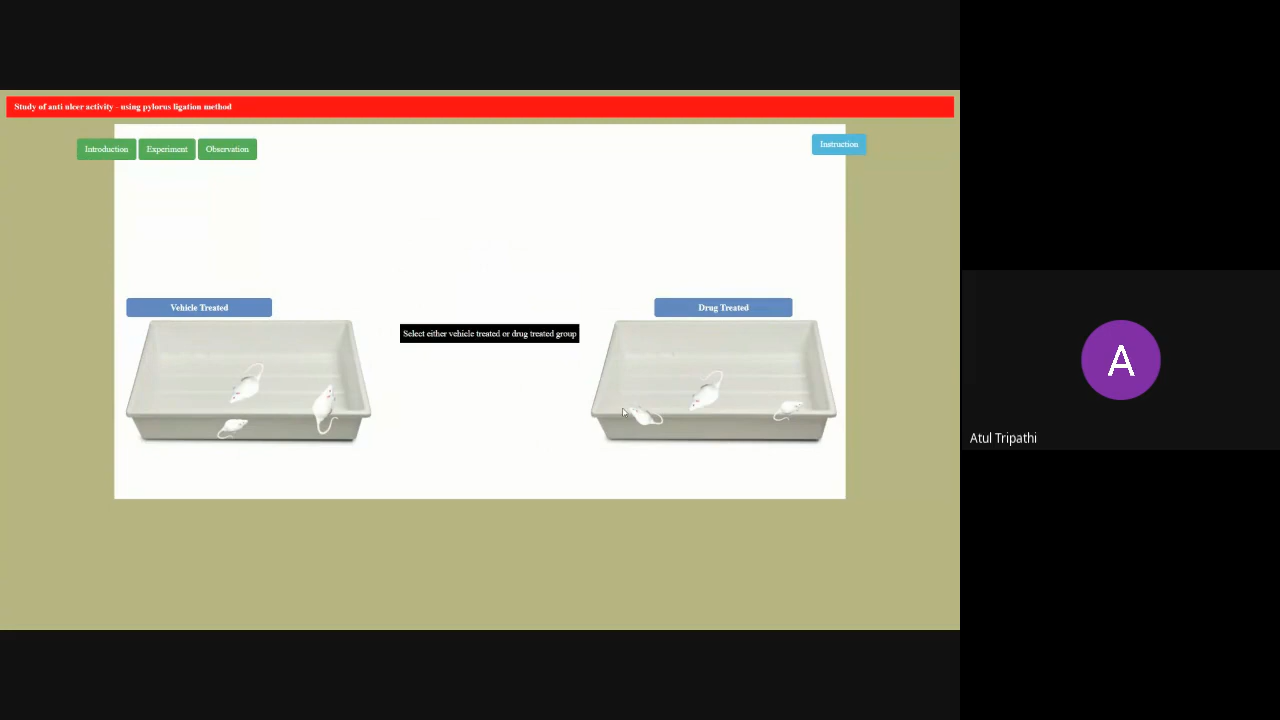 Study of anti ulcer activity - using pylorus ligation method
Introduction
Experiment
Observation
Instruction
Vehicle Treated
Drug Treated
Select either vehicle treated or drug treated group
A
Atul Tripathi